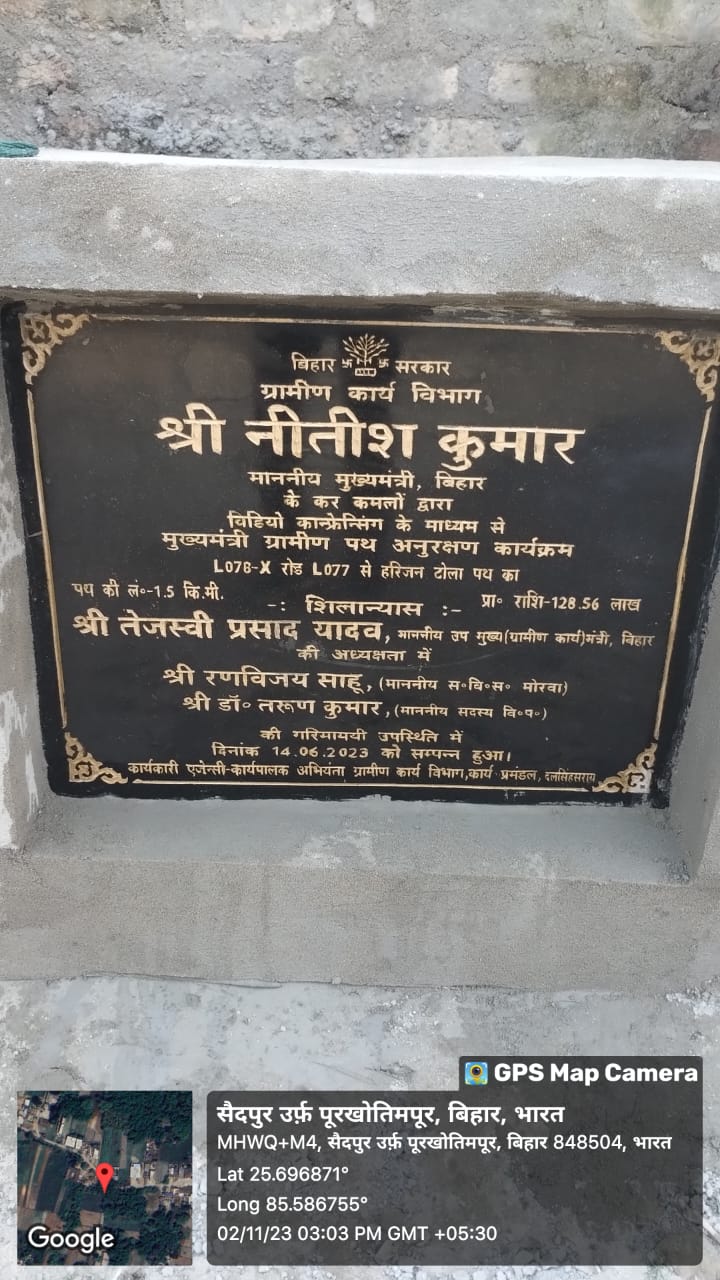 बिहार सरकार
ग्रामीण कार्य विभाग
श्री नीतीश कुमार
माननीय मुख्यमंत्री, बिहार
के कर कमलों द्वारा
विडियो कान्फ्रेन्सिंग के माध्यम से
मुख्यमंत्री ग्रामीण पथ अनुरक्षण कार्यक्रम
L078-X रोड L077 से हरिजन टोला पथ का
पथ की लं०-1.5 कि.मी. -: शिलान्यास :- प्रा० राशि-128.56 लाख
श्री तेजस्वी प्रसाद यादव, माननीय उप मुख्य(ग्रामीण कार्य)मंत्री, बिहार
की अध्यक्षता में
श्री रणविजय साहू, (माननीय स०वि०स० मोरवा)
श्री डॉ० तरूण कुमार,(माननीय सदस्य वि०प०)
की गरिमामयी उपस्थिति में
दिनांक 14.06.2023 को सम्पन्न हुआ।
कार्यकारी एजेन्सी-कार्यपालक अभियंता ग्रामीण कार्य विभाग,कार्य प्रमंडल, दलसिंहसराय
GPS Map Camera
सैदपुर उर्फ़ पूरखोतिमपूर, बिहार, भारत
MHWQ+M4, सैदपुर उर्फ़ पूरखोतिमपूर, बिहार 848504, भारत
Lat 25.696871°
Long 85.586755°
02/11/23 03:03 PM GMT +05:30
Google